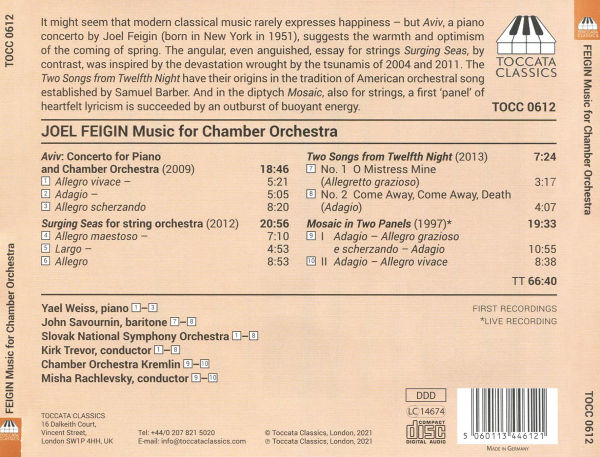 TOCC 0612
It might seem that modern classical music rarely expresses happiness – but Aviv, a piano
concerto by Joel Feigin (born in New York in 1951), suggests the warmth and optimism
of the coming of spring. The angular, even anguished, essay for strings Surging Seas, by
contrast, was inspired by the devastation wrought by the tsunamis of 2004 and 2011. The
Two Songs from Twelfth Night have their origins in the tradition of American orchestral song
established by Samuel Barber. And in the diptych Mosaic, also for strings, a first 'panel' of
heartfelt lyricism is succeeded by an outburst of buoyant energy.
TOCCATA
CLASSICS
TOCC 0612
JOEL FEIGIN Music for Chamber Orchestra
Aviv: Concerto for Piano
and Chamber Orchestra (2009) 18:46
1 Allegro vivace – 5:21
2 Adagio – 5:05
3 Allegro scherzando 8:20
Surging Seas for string orchestra (2012) 20:56
4 Allegro maestoso – 7:10
5 Largo – 4:53
6 Allegro 8:53
Two Songs from Twelfth Night (2013) 7:24
7 No. 1 O Mistress Mine
(Allegretto grazioso) 3:17
8 No. 2 Come Away, Come Away, Death
(Adagio) 4:07
Mosaic in Two Panels (1997)* 19:33
9 I Adagio – Allegro grazioso
e scherzando – Adagio 10:55
10 II Adagio – Allegro vivace 8:38
TT 66:40
Yael Weiss, piano 1–3
John Savournin, baritone 7–8
Slovak National Symphony Orchestra 1–8
Kirk Trevor, conductor 1–8
Chamber Orchestra Kremlin 9–10
Misha Rachlevsky, conductor 9–10
FIRST RECORDINGS
*LIVE RECORDING
TOCCATA CLASSICS
16 Dalkeith Court,
Vincent Street,
London SW1P 4HH, UK
Tel: +44/0 207 821 5020
E-mail: info@toccataclassics.com
© Toccata Classics, London, 2021
℗ Toccata Classics, London, 2021
DDD
LC 14674
COMPACT
disc
DIGITAL AUDIO
5 060113 446121
MADE IN GERMANY
FEIGIN Music for Chamber Orchestra
TOCCATA
CLASSICS
TOCCATA
CLASSICS
FEIGIN Music for Chamber Orchestra
TOCC 0612